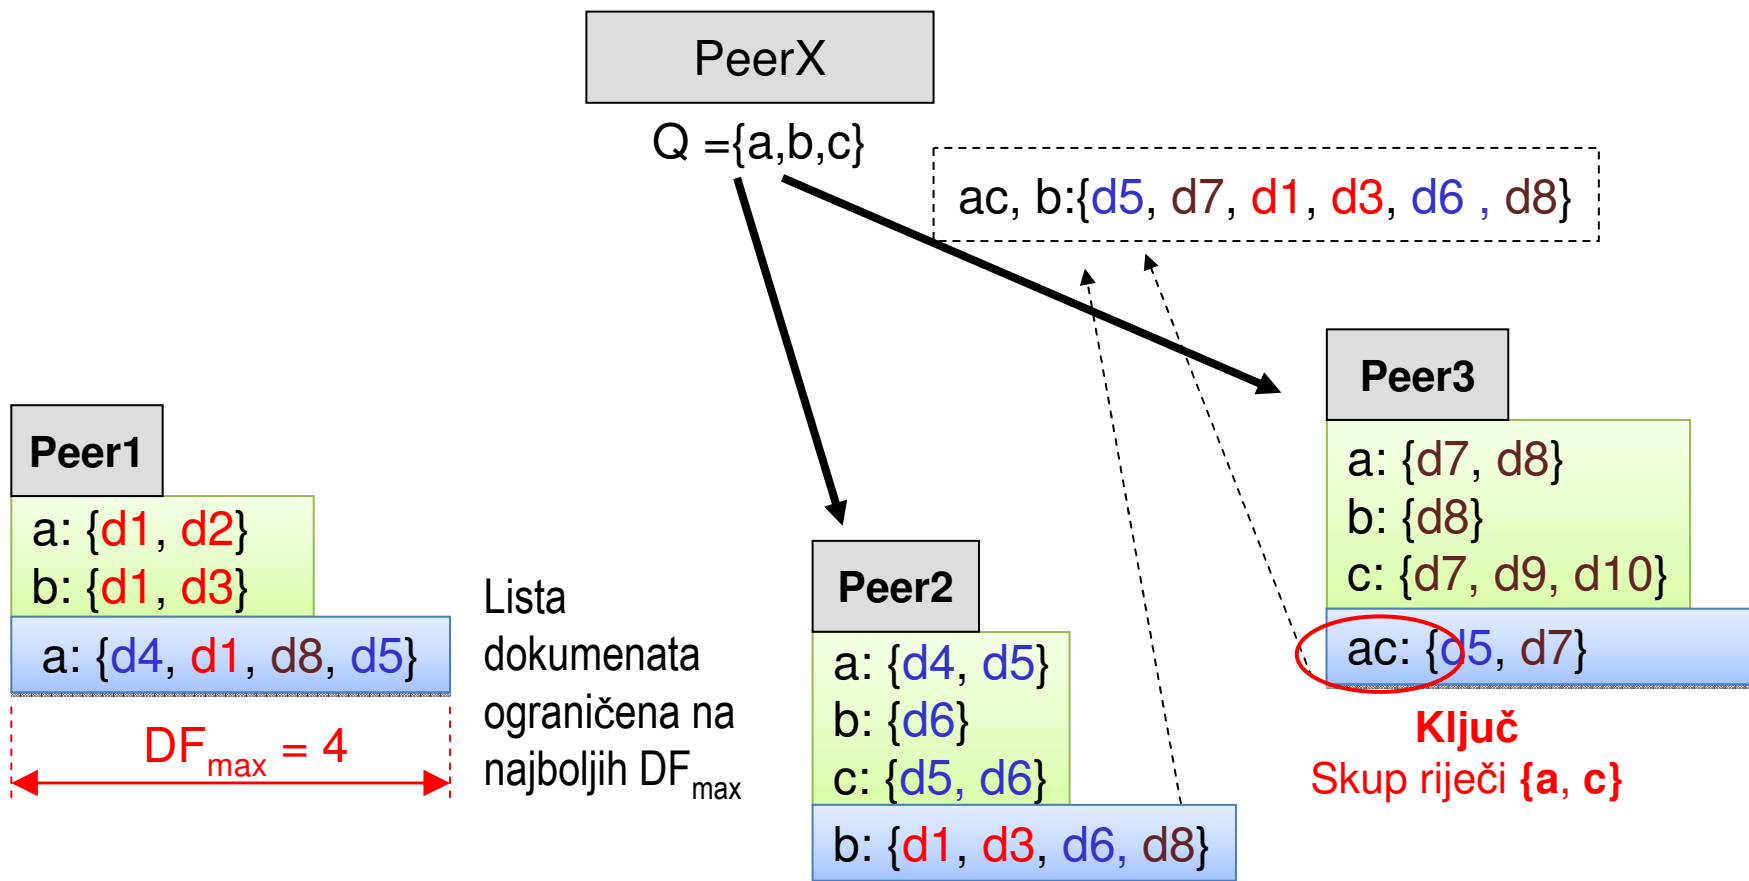 PeerX
Q ={a,b,c}
ac, b:{d5, d7, d1, d3, d6 , d8}
Peer1
a: {d1, d2}
b: {d1, d3}
a: {d4, d1, d8, d5}
DFmax = 4
Lista
dokumenata
ograničena na
najboljih DFmax
Peer2
a: {d4, d5}
b: {d6}
c: {d5, d6}
b: {d1, d3, d6, d8}
Peer3
a: {d7, d8}
b: {d8}
c: {d7, d9, d10}
ac: {d5, d7}
Ključ
Skup riječi {a, c}